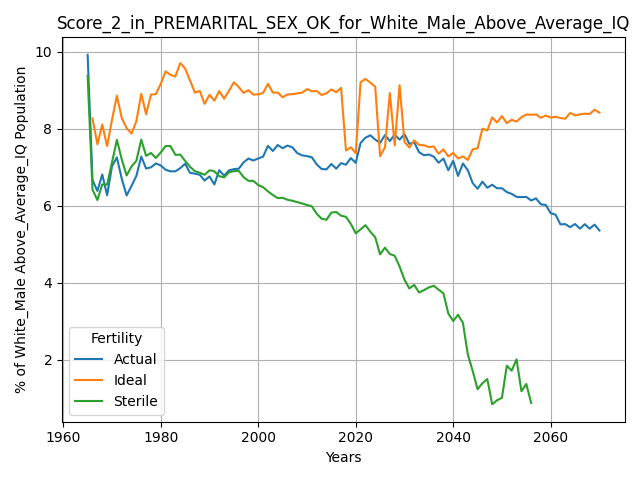 Score_2_in_PREMARITAL_SEX_OK_for_White_Male_Above_Average_IQ
% of White_Male Above_Average_IQ Population
10
8
6
4
2
Fertility
Actual
Ideal
Sterile
1960 1980 2000 2020 2040 2060
Years